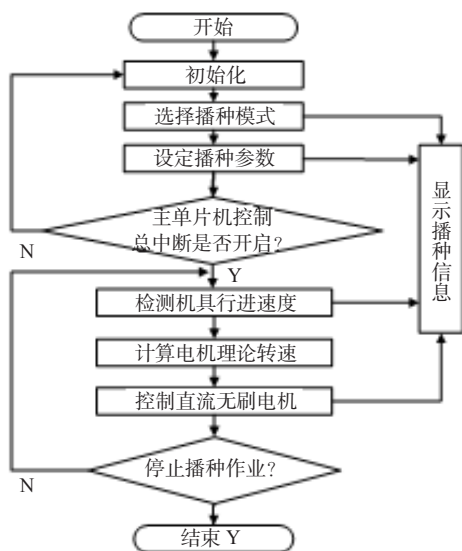 开始
初始化
选择播种模式
设定播种参数
主单片机控制
总中断是否开启?
N
Y
检测机具行进速度
计算电机理论转速
控制直流无刷电机
停止播种作业?
N
结束 Y
显示播种信息